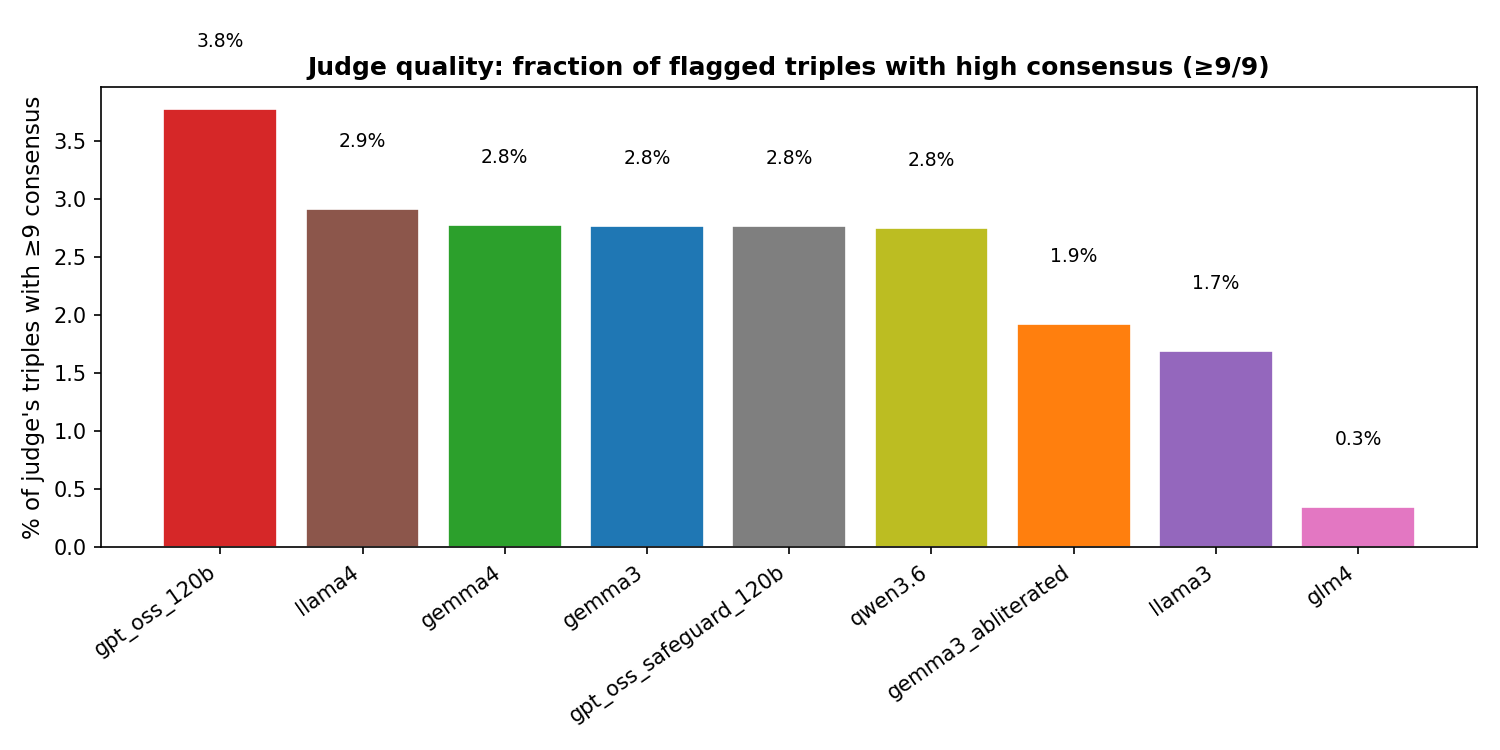 3.8%
Judge quality: fraction of flagged triples with high consensus (≥9/9)
% of judge's triples with ≥9 consensus
3.5
3.0
2.5
2.0
1.5
1.0
0.5
0.0
2.9%
2.8%
2.8%
2.8%
2.8%
1.9%
1.7%
0.3%
gpt_oss_120b
llama4
gemma4
gemma3
gpt_oss_safeguard_120b
qwen3.6
gemma3_abliterated
llama3
glm4